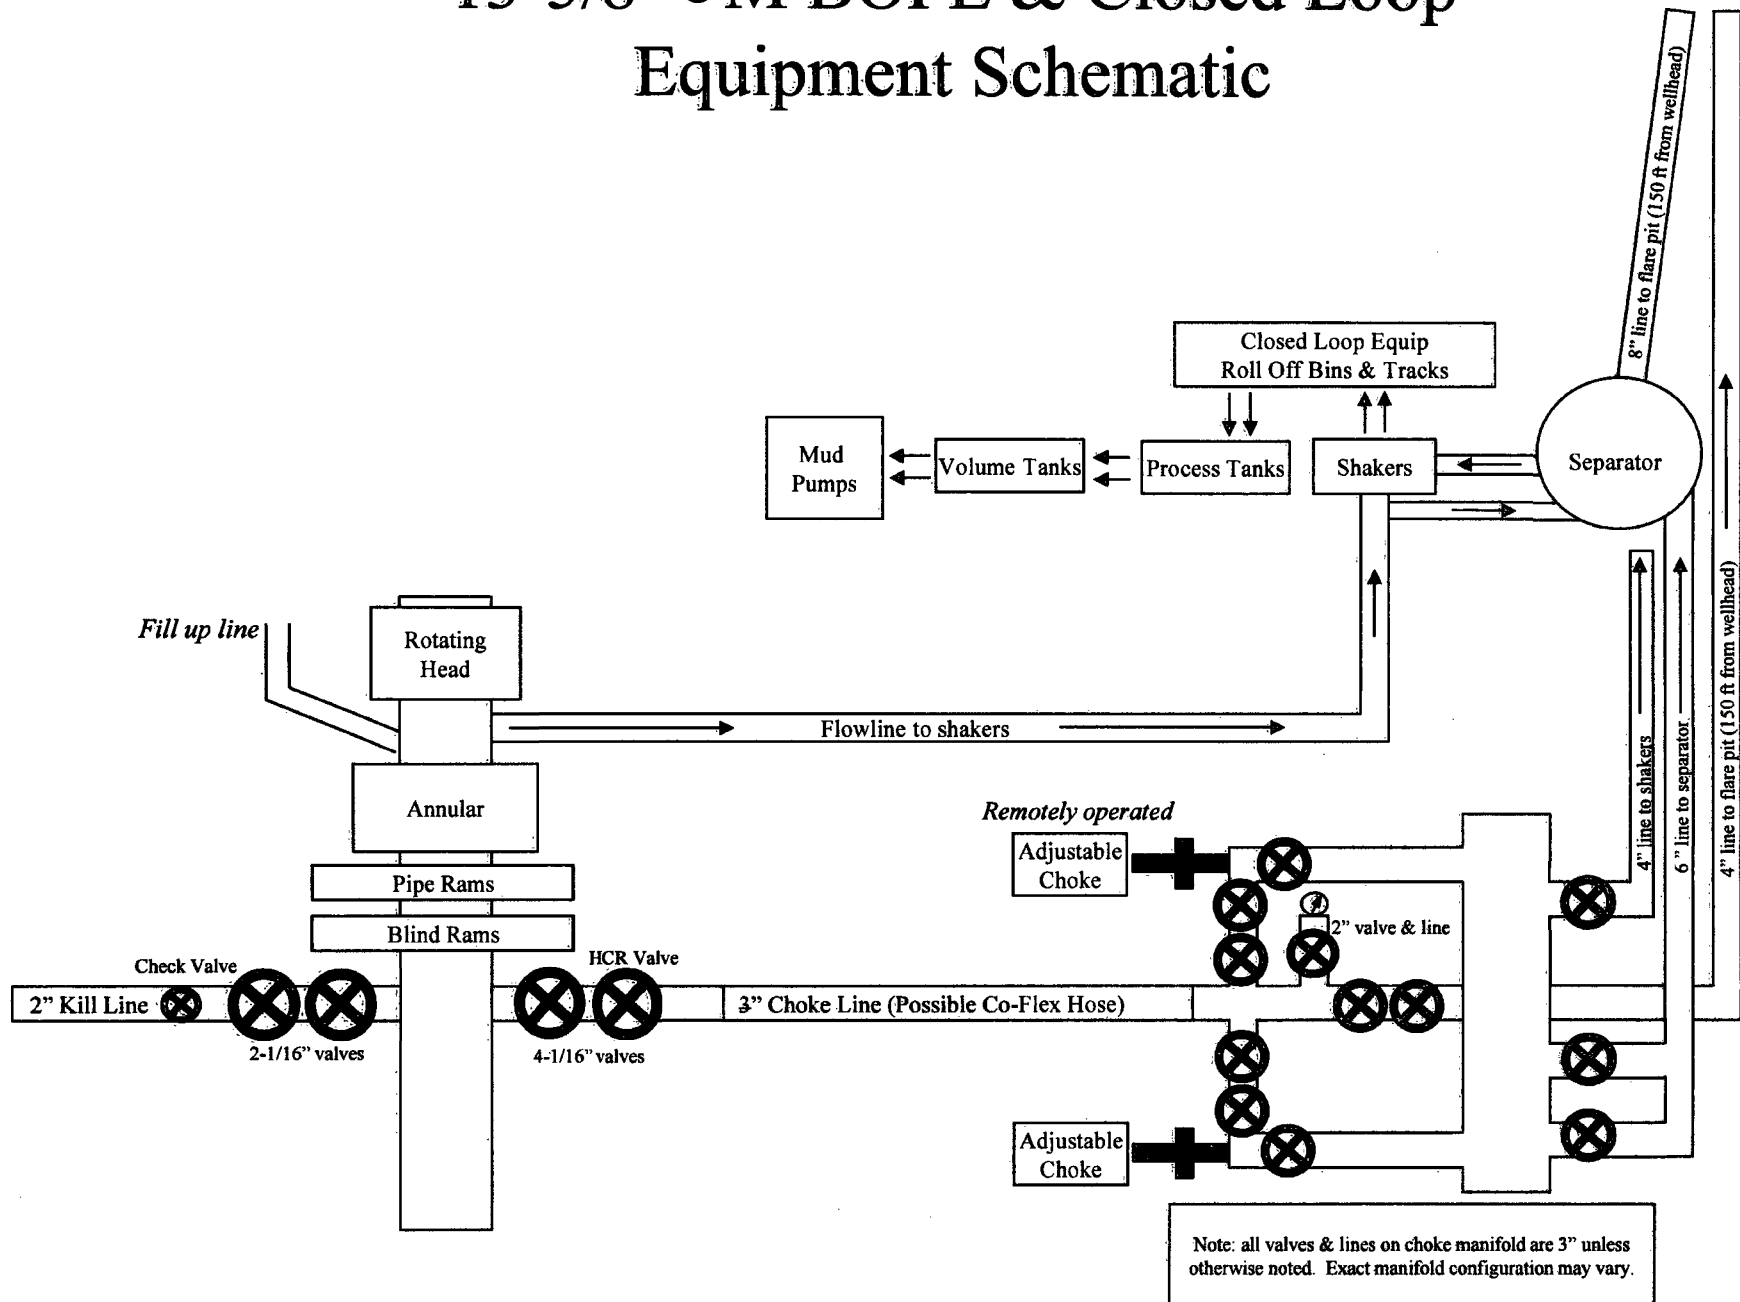 BOPE & Closed Loop
Equipment Schematic
8” line to flare pit (150 ft from wellhead)
Closed Loop Equip
Roll Off Bins & Tracks
Mud
Pumps
Volume Tanks
Process Tanks
Shakers
Separator
Fill up line
Rotating
Head
Flowline to shakers
Annular
Pipe Rams
Blind Rams
Remotely operated
Adjustable
Choke
4” line to shakers
6” line to separator
4” line to flare pit (150 ft from wellhead)
2” valve & line
Check Valve
HCR Valve
2” Kill Line
3” Choke Line (Possible Co-Flex Hose)
2-1/16” valves
4-1/16” valves
Adjustable
Choke
Note: all valves & lines on choke manifold are 3” unless
otherwise noted. Exact manifold configuration may vary.